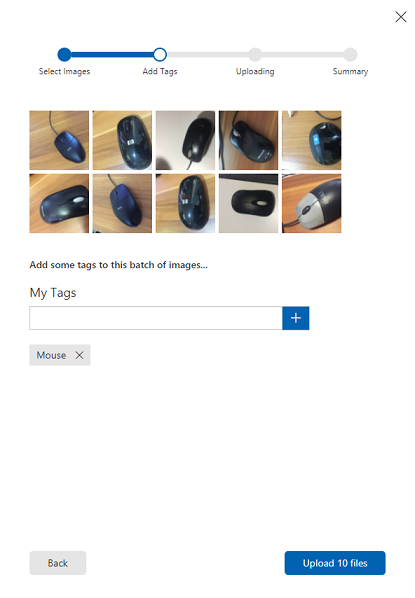 Select Images
Add Tags
Uploading
Summary
Add some tags to this batch of images...
My Tags
Mouse
Back
Upload 10 files